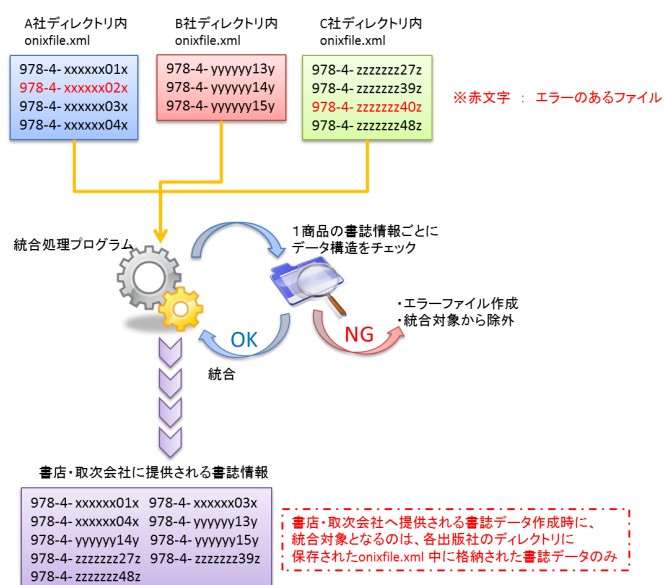 A社ディレクトリ内
onixfile.xml
B社ディレクトリ内
onixfile.xml
C社ディレクトリ内
onixfile.xml
978-4- xxxxxx01x
978-4- xxxxxx02x
978-4- xxxxxx03x
978-4- xxxxxx04x
978-4- yyyyyy13y
978-4- yyyyyy14y
978-4- yyyyyy15y
978-4- zzzzzzz27z
978-4- zzzzzzz39z
978-4- zzzzzzz40z
978-4- zzzzzzz48z
※赤文字 ： エラーのあるファイル
統合処理プログラム
１商品の書誌情報ごとに
データ構造をチェック
OK
統合
NG
・エラーファイル作成
・統合対象から除外
書店・取次会社に提供される書誌情報
978-4- xxxxxx01x 978-4- xxxxxx03x
978-4- xxxxxx04x 978-4- yyyyyy13y
978-4- yyyyyy14y 978-4- yyyyyy15y
978-4- zzzzzzz27z 978-4- zzzzzzz39z
978-4- zzzzzzz48z
書店・取次会社へ提供される書誌データ作成時に、
統合対象となるのは、各出版社のディレクトリに
保存されたonixfile.xml 中に格納された書誌データのみ